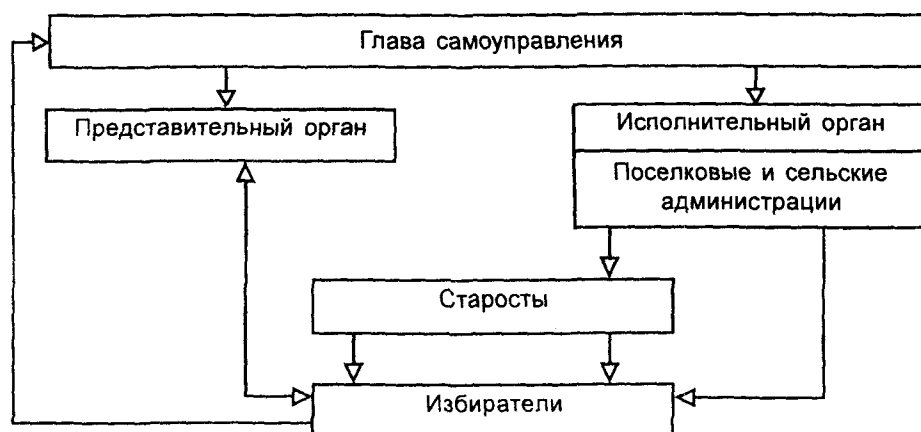 Глава самоуправления
Представительный орган
Исполнительный орган
Поселковые и сельские
администрации
Старосты
Избиратели